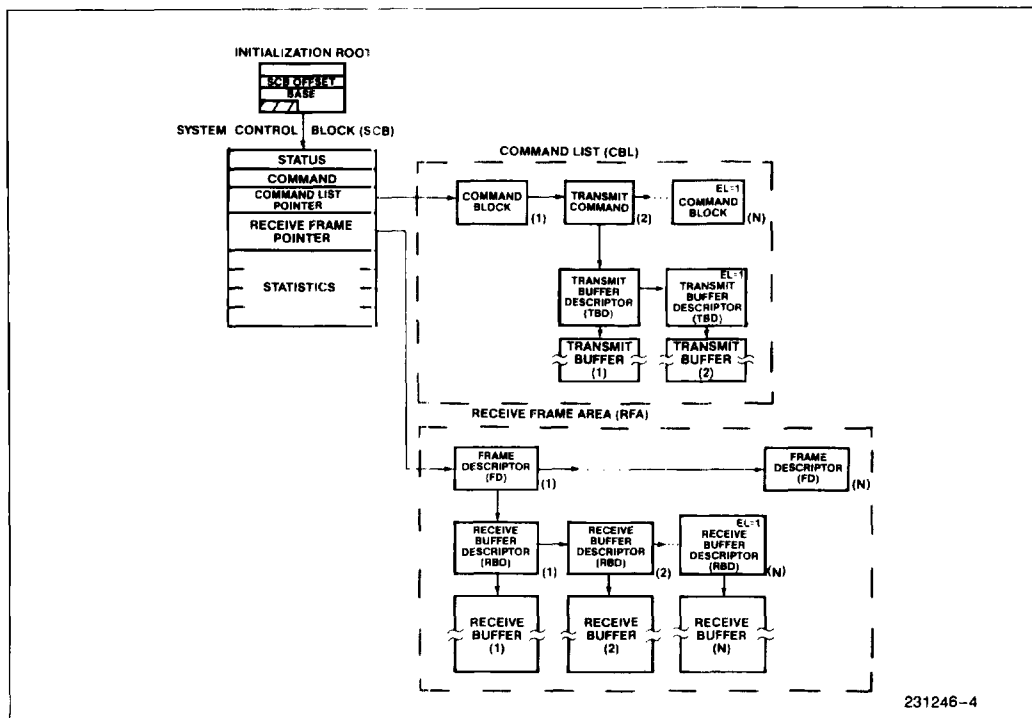 INITIALIZATION ROOT
SCB OFFSET
BASE
SYSTEM CONTROL BLOCK (SCB)
STATUS
COMMAND
COMMAND LIST
POINTER
RECEIVE FRAME
POINTER
STATISTICS
COMMAND LIST (CBL)
COMMAND
BLOCK
(1)
TRANSMIT
COMMAND
(2)
EL=1
COMMAND
BLOCK
(N)
TRANSMIT
BUFFER
DESCRIPTOR
(TBD)
EL=1
TRANSMIT
BUFFER
DESCRIPTOR
(TBD)
TRANSMIT
BUFFER
(1)
TRANSMIT
BUFFER
(2)
RECEIVE FRAME AREA (RFA)
FRAME
DESCRIPTOR
(FD)
(1)
FRAME
DESCRIPTOR
(FD)
(N)
RECEIVE
BUFFER
DESCRIPTOR
(RBD)
(1)
RECEIVE
BUFFER
DESCRIPTOR
(RBD)
(2)
EL=1
RECEIVE
BUFFER
DESCRIPTOR
(RBD)
(N)
RECEIVE
BUFFER
(1)
RECEIVE
BUFFER
(2)
RECEIVE
BUFFER
(N)
231246-4